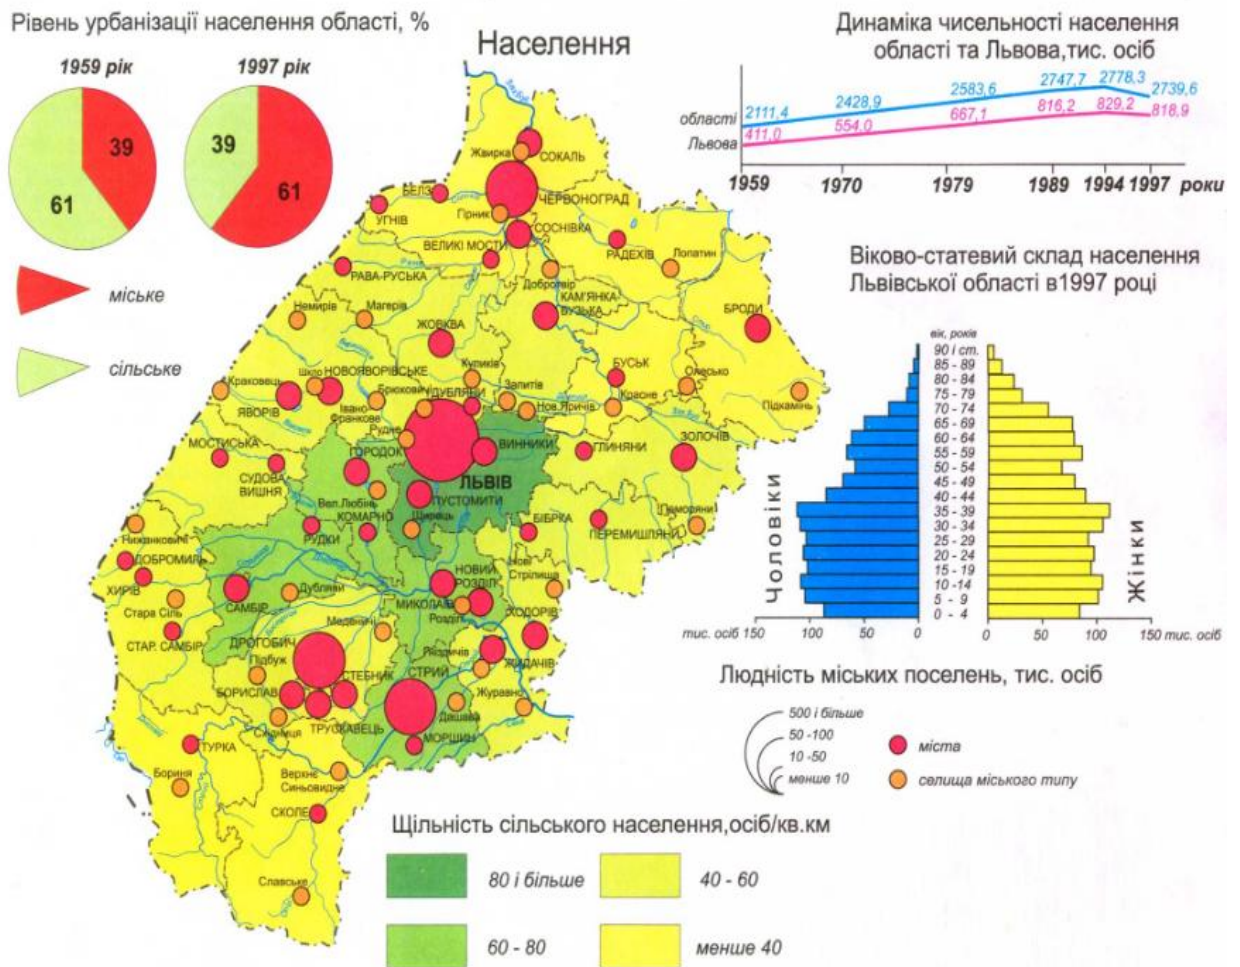 Рівень урбанізації населення області, %
1959 рік
1997 рік
39
61
39
61
міське
сільське
Населення
Динаміка чисельності населення
області та Львова,тис. осіб
2111,4
2428,9
2583,6
2747,7
2778,3
2739,6
області
Львова
411,0
554,0
667,1
816,2
829,2
818,9
1959
1970
1979
1989
1994
1997
роки
Віково-статевий склад населення
Львівської області в1997 році
вік, років
90 і ст.
85 - 89
80 - 84
75 - 79
70 - 74
65 - 69
60 - 64
55 - 59
50 - 54
45 - 49
40 - 44
35 - 39
30 - 34
25 - 29
20 - 24
15 - 19
10 -14
5 - 9
0 - 4
Чоловіки
Жінки
тис. осіб 150
100
50
0
0
50
100
150 тис. осіб
Людність міських поселень, тис. осіб
500 і більше
50 -100
10 -50
менше 10
міста
селища міського типу
Щільність сільського населення,осіб/кв.км
80 і більше
40 - 60
60 - 80
менше 40
Жвирка
СОКАЛЬ
БЕЛЗ
ЧЕРВОНОГРАД
УГНІВ
Гірник
СОСНІВКА
ВЕЛИКІ МОСТИ
РАДЕХІВ
Лопатин
РАВА-РУСЬКА
Добротвір
КАМ'ЯНКА
БУЗЬКА
БРОДИ
Немирів
Магерів
ЖОВКВА
Куликів
БУСЬК
Олесько
Краковець
Шкло
НОВОЯВОРІВСЬКЕ
Брюховичі
ДУБЛЯНИ
Запитів
Красне
Підкамінь
ЯВОРІВ
Івано-
Франкове
Нов.Яричів
МОСТИСЬКА
Рудне
ВИННИКИ
ГЛИНЯНИ
ЗОЛОЧІВ
СУДОВА
ВИШНЯ
ГОРОДОК
ЛЬВІВ
Вел.Любінь
ПУСТОМИТИ
КОМАРНО
Щирець
БІБРКА
ПЕРЕМИШЛЯНИ
Поморяни
Нижанковичі
РУДКИ
ДОБРОМИЛЬ
ХИРІВ
НОВИЙ
РОЗДІЛ
Нові
Стрілища
САМБІР
Дубляни
МИКОЛАЇВ
Розділ
ХОДОРІВ
Стара Сіль
СТАР. САМБІР
Меденичі
ДРОГОБИЧ
Гніздичів
ЖИДАЧІВ
Підбуж
СТЕБНИК
СТРИЙ
БОРИСЛАВ
Журавно
Дашава
Східниця
ТРУСКАВЕЦЬ
МОРШИН
ТУРКА
Бориня
Верхнє
Синьовидне
СКОЛЕ
Славське